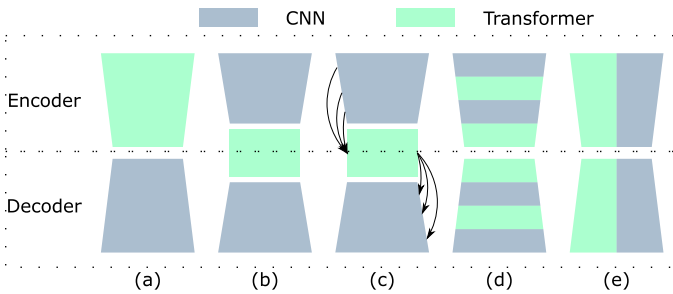 CNN Transformer
Encoder
Decoder
(a) (b) (c) (d) (e)